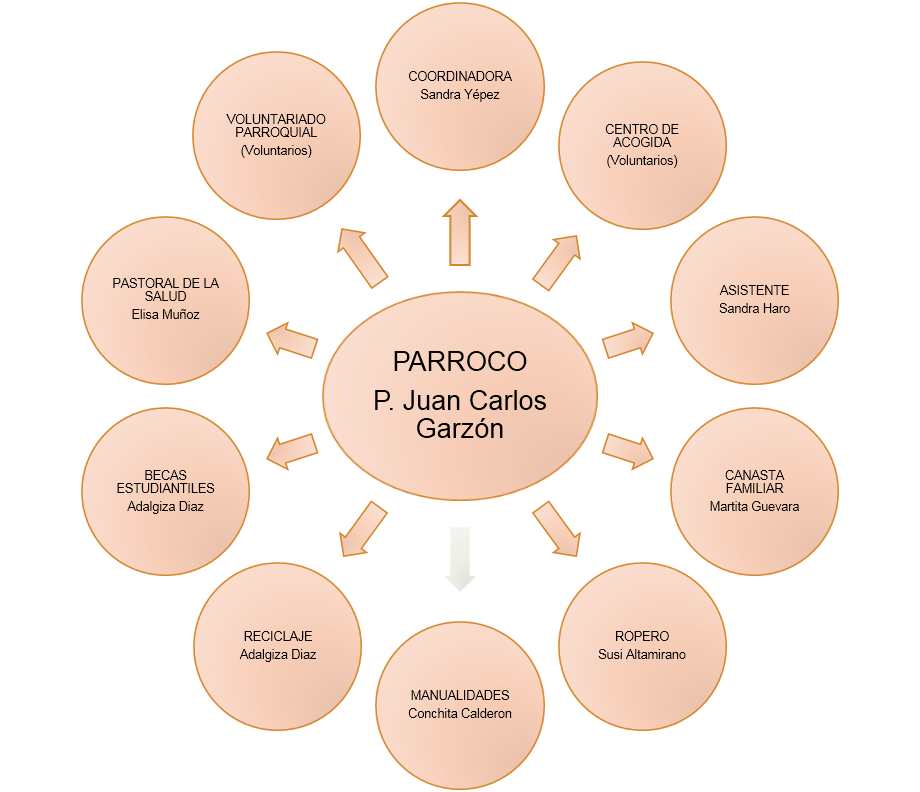 COORDINADORA
Sandra Yépez
CENTRO DE
ACOGIDA
(Voluntarios)
ASISTENTE
Sandra Haro
CANASTA
FAMILIAR
Martita Guevara
ROPERO
Susi Altamirano
MANUALIDADES
Conchita Calderon
RECICLAJE
Adalgiza Diaz
BECAS
ESTUDIANTILES
Adalgiza Diaz
PASTORAL DE LA
SALUD
Elisa Muñoz
VOLUNTARIADO
PARROQUIAL
(Voluntarios)
PARROCO
P. Juan Carlos
Garzón